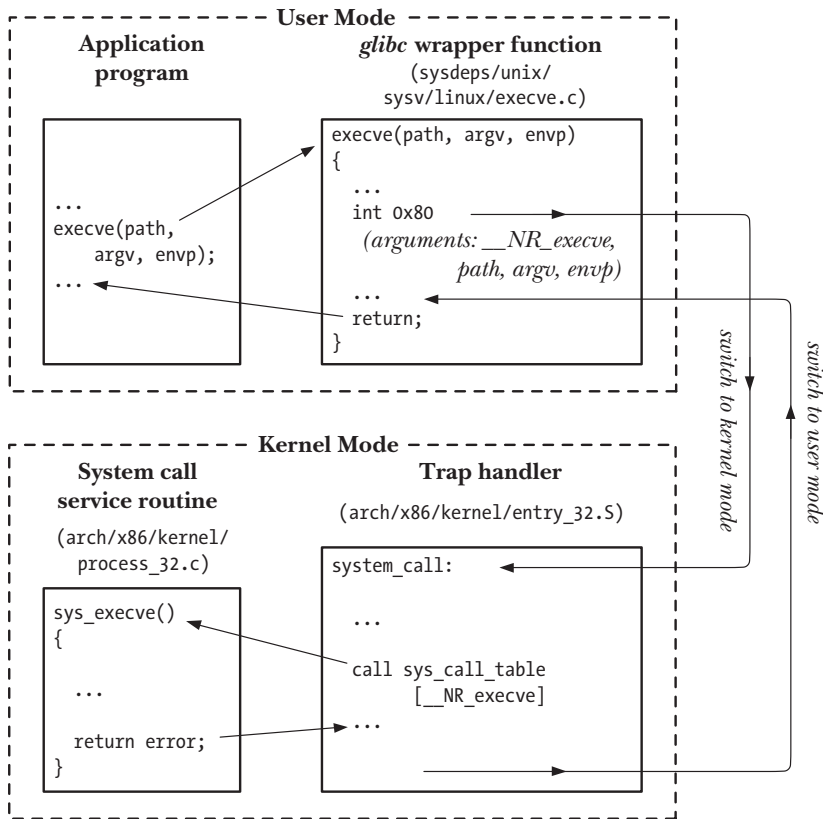 User Mode
Application
program
glibc wrapper function
(sysdeps/unix/
sysv/linux/execve.c)
...
execve(path,
argv, envp);
...
execve(path, argv, envp)
{
...
int 0x80
(arguments: __NR_execve,
path, argv, envp)
...
return;
}
switch to kernel mode
switch to user mode
Kernel Mode
System call
service routine
(arch/x86/kernel/
process_32.c)
Trap handler
(arch/x86/kernel/entry_32.S)
sys_execve()
{
...
return error;
}
system_call:
...
call sys_call_table
[__NR_execve]
...